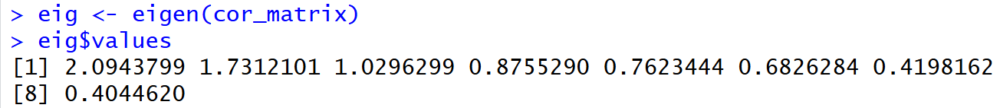 > eig <- eigen(cor_matrix)
> eig$values
[1] 2.0943799 1.7312101 1.0296299 0.8755290 0.7623444 0.6826284 0.4198162
[8] 0.4044620